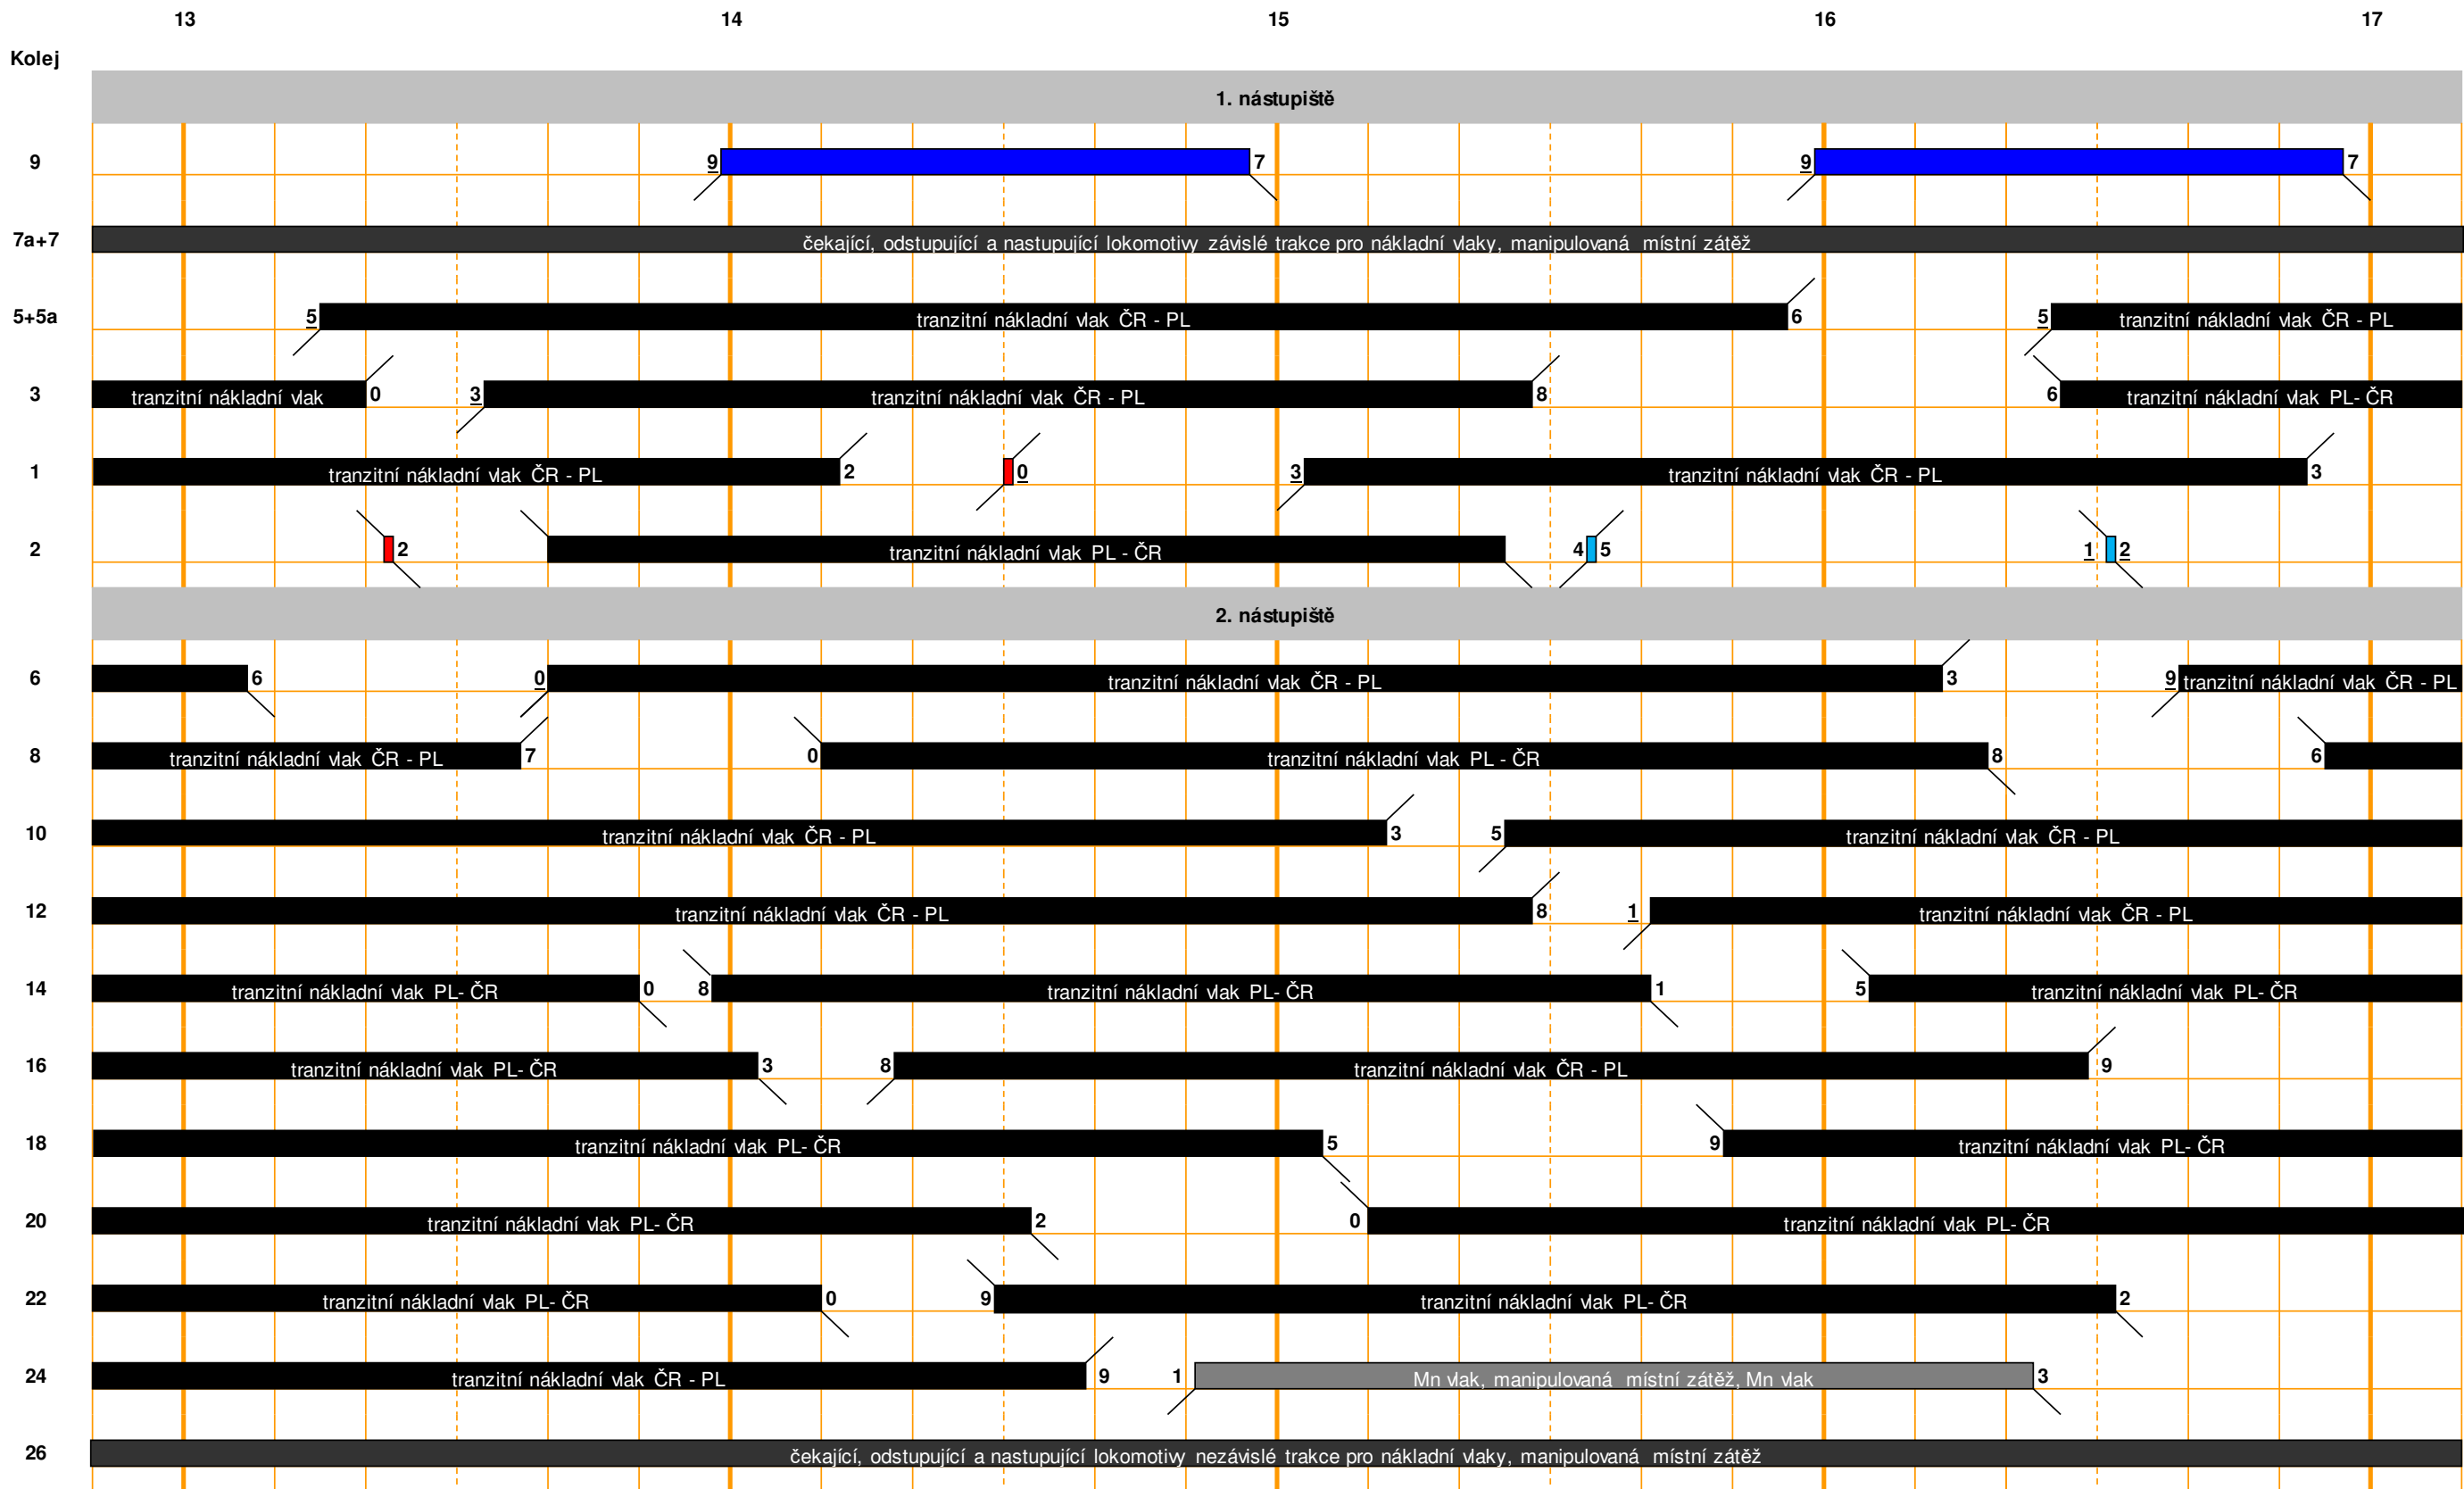 13 14 15 16 17
Kolej
1. nástupiště
9 9 7 9 7
7a+7 čekající, odstupující a nastupující lokomotivy závislé trakce pro nákladní vlaky, manipulovaná místní zátěž
5+5a 5 tranzitní nákladní vlak ČR - PL 6 5 tranzitní nákladní vlak ČR - PL
3 tranzitní nákladní vlak 0 3 tranzitní nákladní vlak ČR - PL 8 6 tranzitní nákladní vlak PL- ČR
1 tranzitní nákladní vlak ČR - PL 2 0 3 tranzitní nákladní vlak ČR - PL 3
2 2 tranzitní nákladní vlak PL - ČR 4 5 1 2
2. nástupiště
6 6 0 tranzitní nákladní vlak ČR - PL 3 9 tranzitní nákladní vlak ČR - PL
8 tranzitní nákladní vlak ČR - PL 7 0 tranzitní nákladní vlak PL - ČR 8 6
10 tranzitní nákladní vlak ČR - PL 3 5 tranzitní nákladní vlak ČR - PL
12 tranzitní nákladní vlak ČR - PL 8 1 tranzitní nákladní vlak ČR - PL
14 tranzitní nákladní vlak PL- ČR 0 8 tranzitní nákladní vlak PL- ČR 1 5 tranzitní nákladní vlak PL- ČR
16 tranzitní nákladní vlak PL- ČR 3 8 tranzitní nákladní vlak ČR - PL 9
18 tranzitní nákladní vlak PL- ČR 5 9 tranzitní nákladní vlak PL- ČR
20 tranzitní nákladní vlak PL- ČR 2 0 tranzitní nákladní vlak PL- ČR
22 tranzitní nákladní vlak PL- ČR 0 9 tranzitní nákladní vlak PL- ČR 2
24 tranzitní nákladní vlak ČR - PL 9 1 Mn vlak, manipulovaná místní zátěž, Mn vlak 3
26 čekající, odstupující a nastupující lokomotivy nezávislé trakce pro nákladní vlaky, manipulovaná místní zátěž